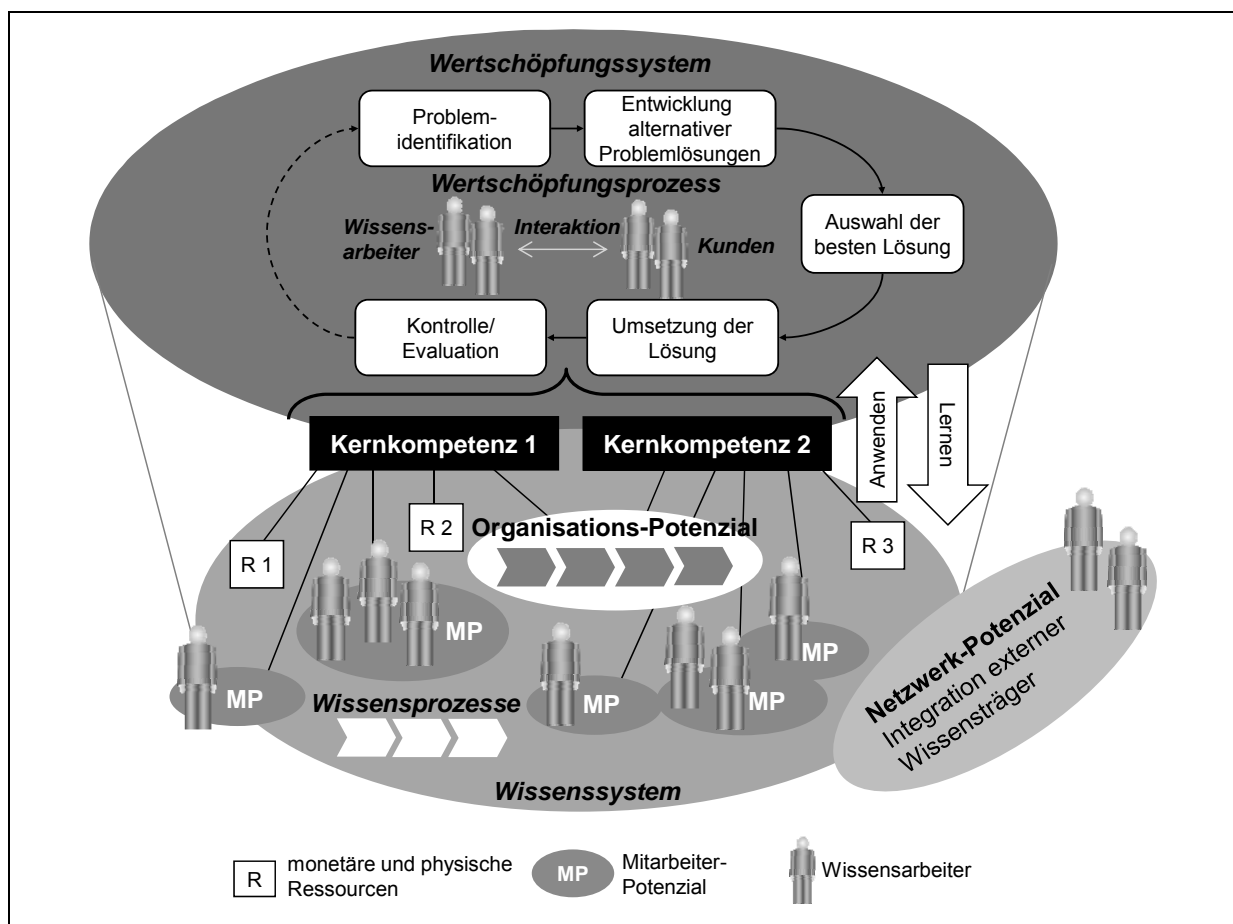 Wertschöpfungssystem
Problem-
identifikation
Entwicklung
alternativer
Problemlösungen
Wertschöpfungsprozess
Wissens-
arbeiter
Interaktion
Kunden
Auswahl der
besten Lösung
Kontrolle/
Evaluation
Umsetzung der
Lösung
Anwenden
Lernen
Kernkompetenz 1
Kernkompetenz 2
R 1
R 2
Organisations-Potenzial
R 3
MP
MP
MP
MP
MP
Wissensprozesse
Netzwerk-Potenzial
Integration externer
Wissensträger
Wissenssystem
R
monetäre und physische
Ressourcen
MP
Mitarbeiter-
Potenzial
Wissensarbeiter